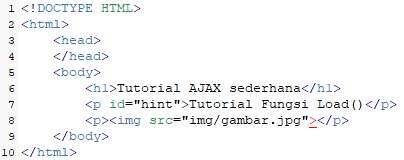 1 <!DOCTYPE HTML>
2 <html>
3     <head>
4     </head>
5     <body>
6         <h1>Tutorial AJAX sederhana</h1>
7         <p id="hint">Tutorial Fungsi Load()</p>
8         <p><img src="img/gambar.jpg"></p>
9     </body>
10 </html>